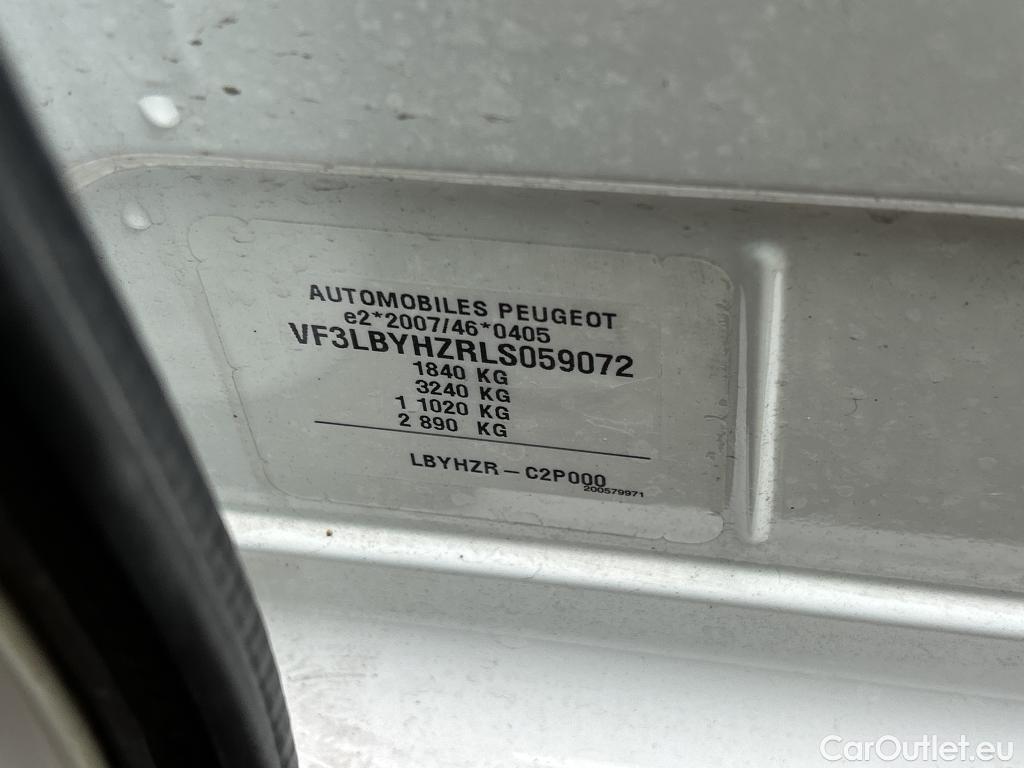 AUTOMOBILES PEUGEOT
e2*2007/46*0405
VF3LBYHZRLS059072
1840 KG
3240 KG
1 1020 KG
2 890 KG
LBYHZR-C2P000
200579971
CarOutlet.eu